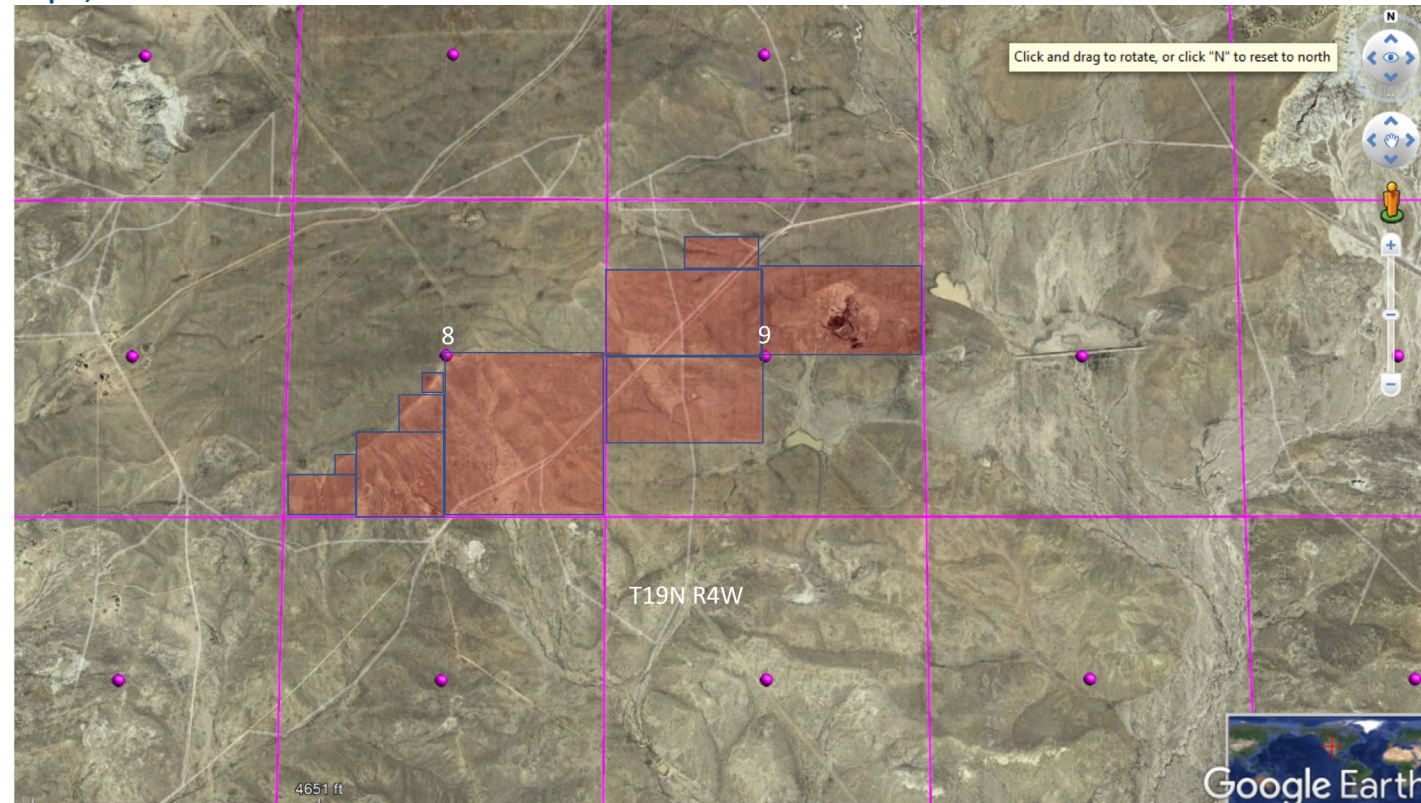 Click and drag to rotate, or click "N" to reset to north
N
8
9
T19N R4W
4651 ft
Google Earth